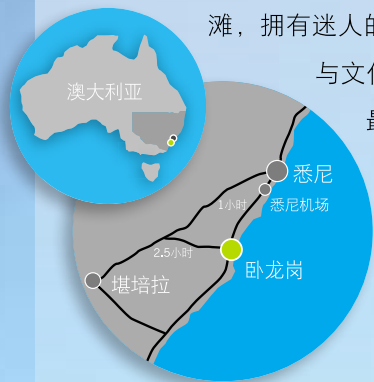 滩，拥有迷人的
与文
澳大利亚
悉尼
悉尼机场
1小时
2.5小时
卧龙岗
堪培拉